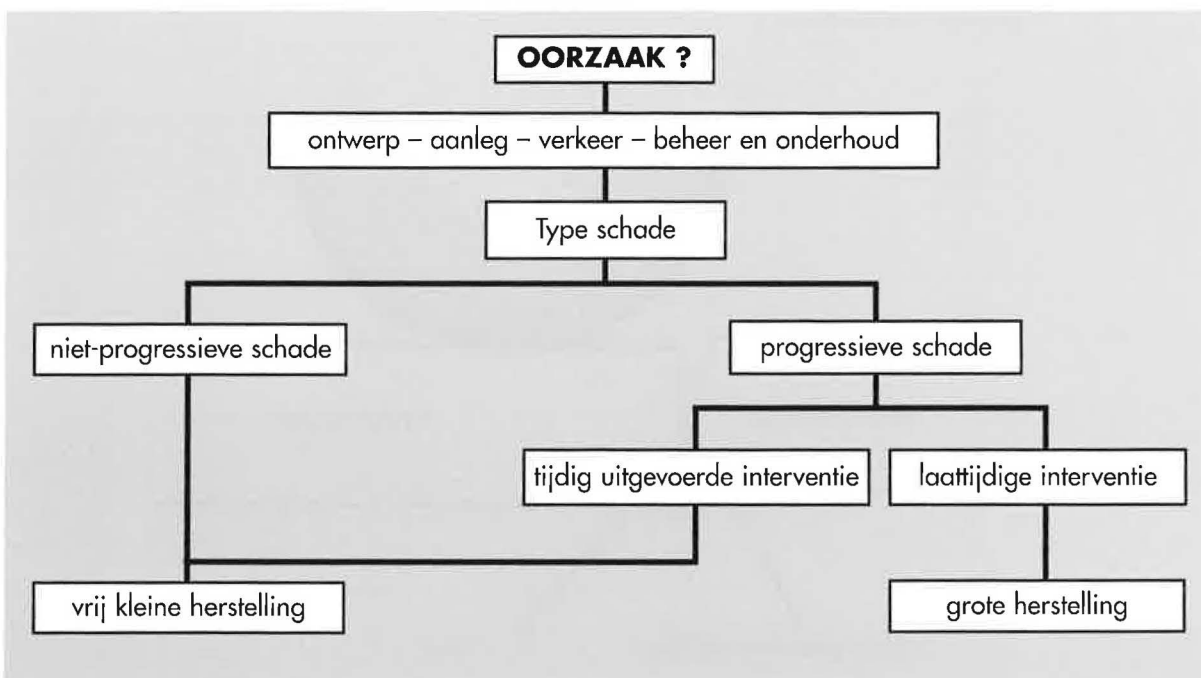 OORZAAK ?
ontwerp – aanleg – verkeer – beheer en onderhoud
Type schade
niet-progressieve schade
progressieve schade
tijdig uitgevoerde interventie
laattijdige interventie
vrij kleine herstelling
grote herstelling